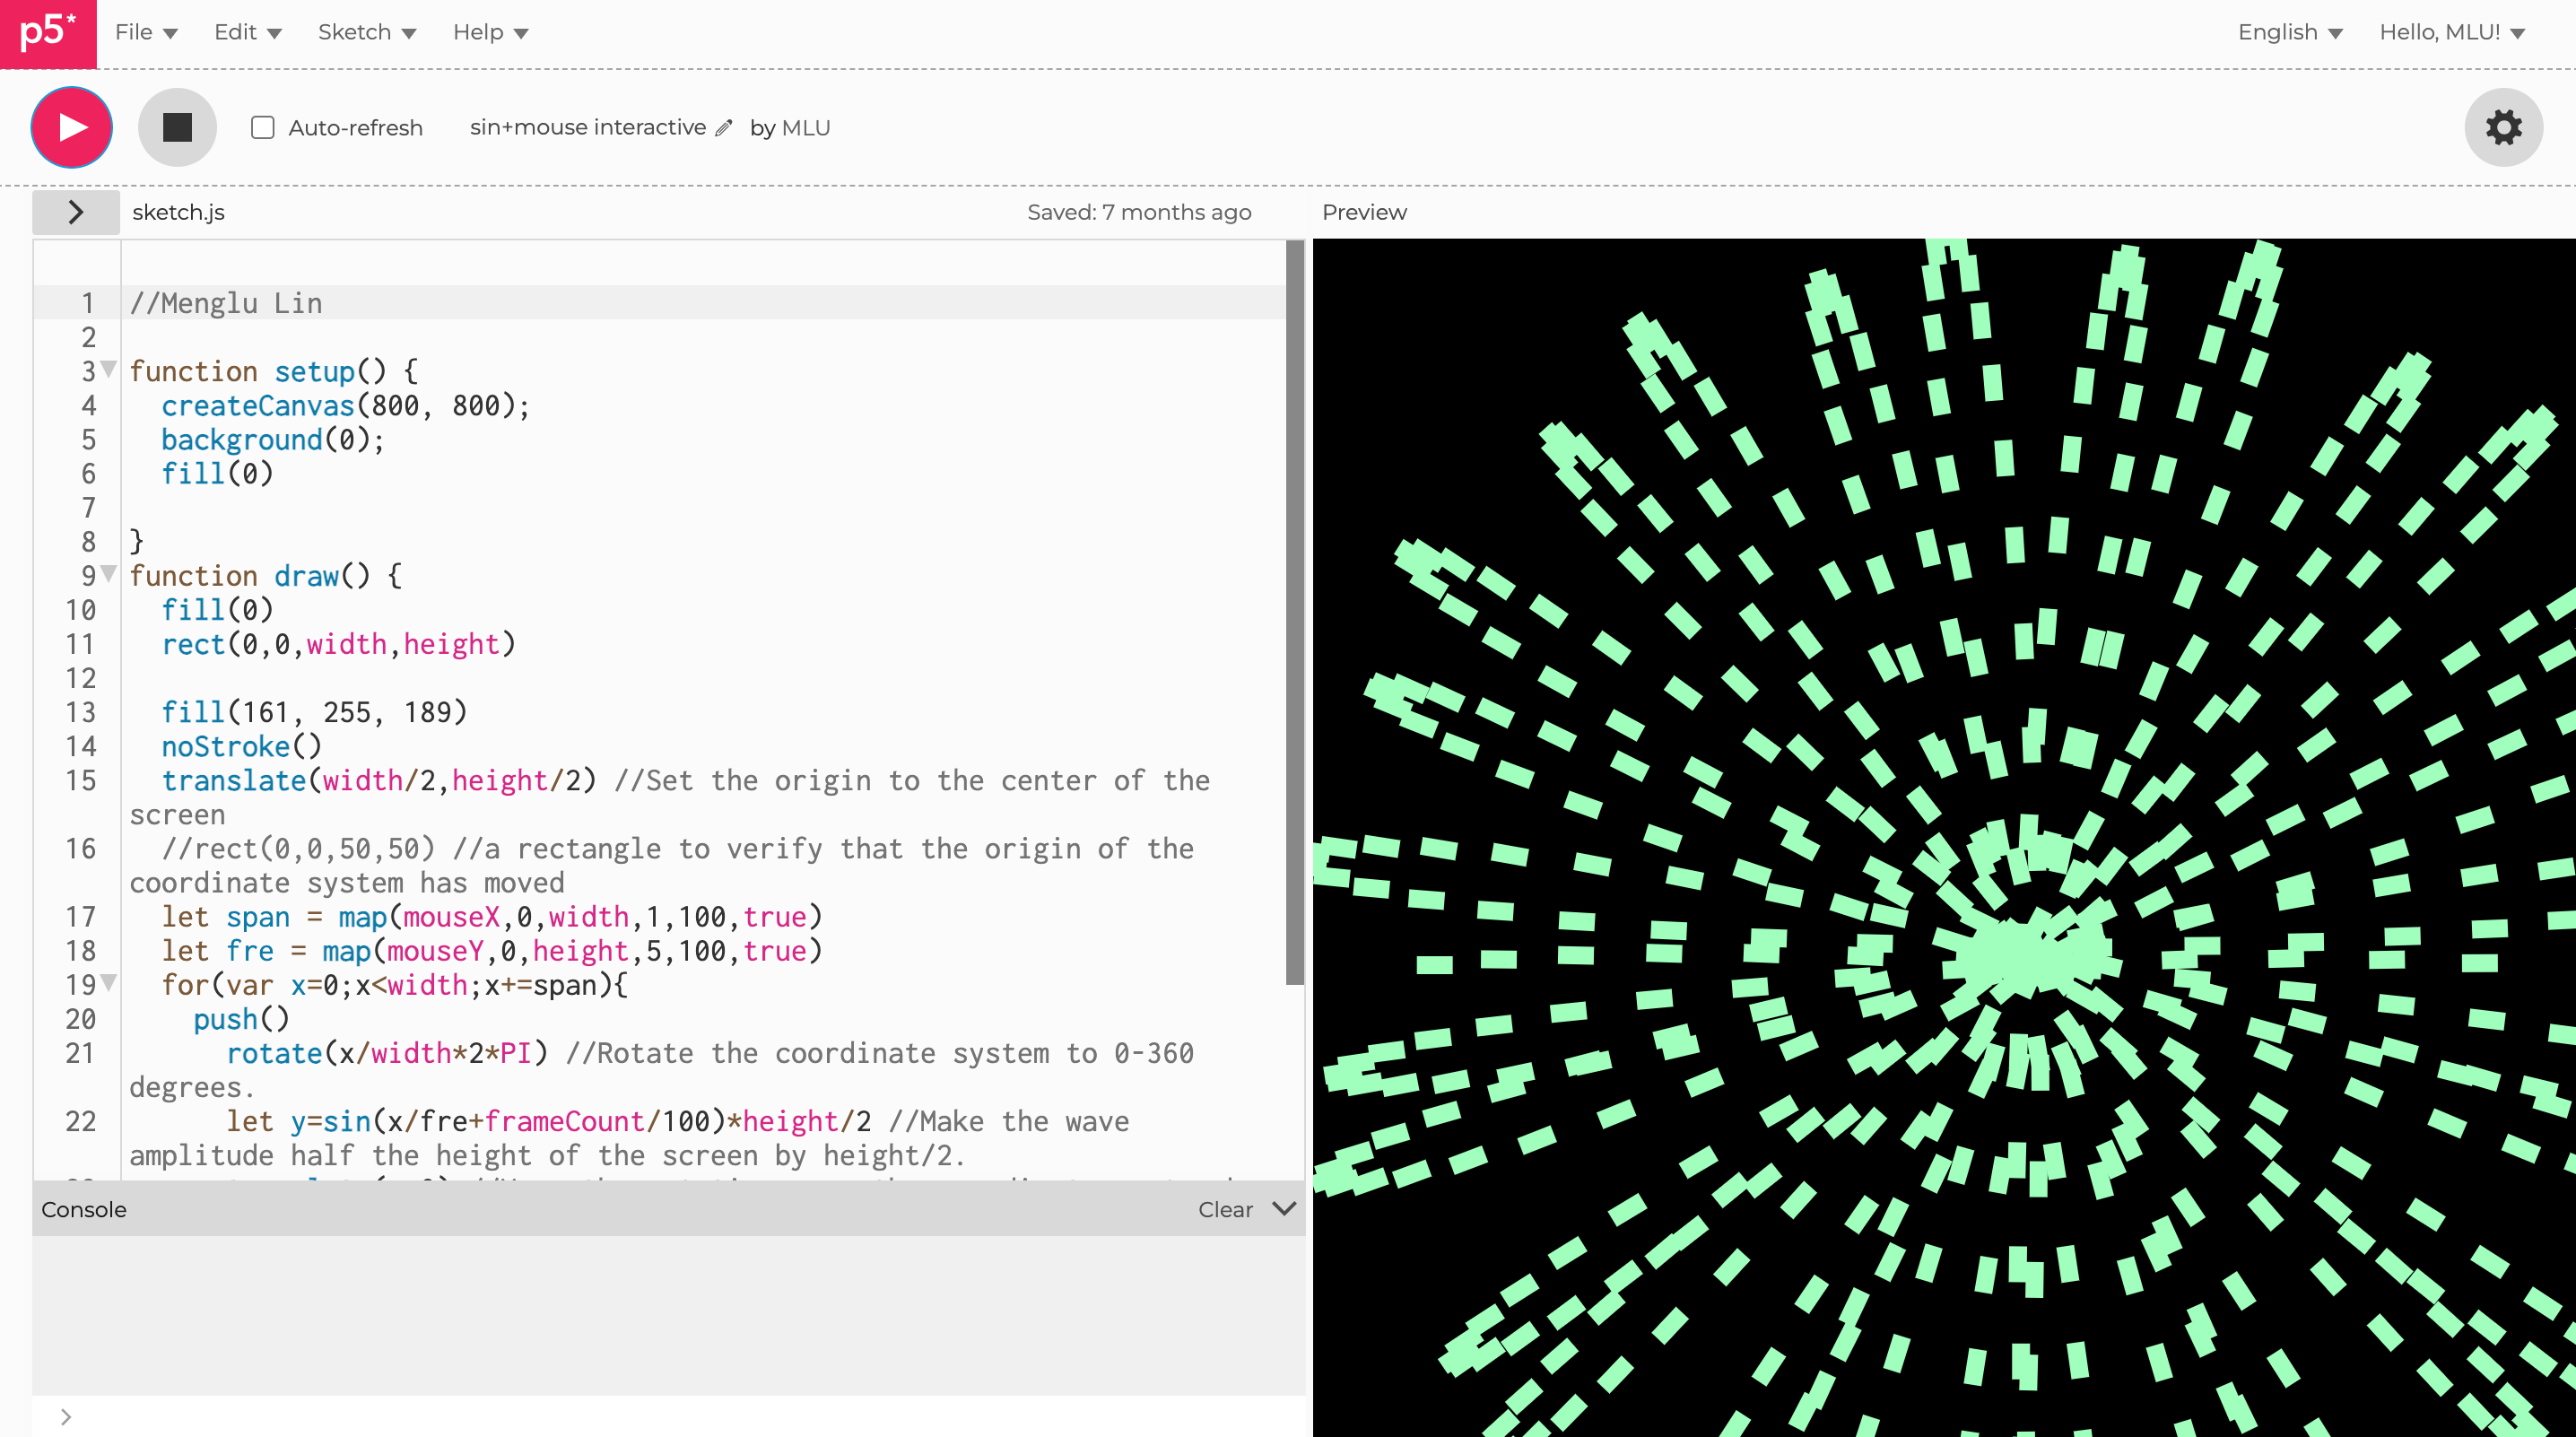 p5* File Edit Sketch Help English Hello, MLU!
Auto-refresh sin+mouse interactive by MLU
sketch.js Saved: 7 months ago Preview
1 //Menglu Lin
2
3 function setup() {
4 createCanvas(800, 800);
5 background(0);
6 fill(0)
7
8 }
9 function draw() {
10 fill(0)
11 rect(0,0,width,height)
12
13 fill(161, 255, 189)
14 noStroke()
15 translate(width/2,height/2) //Set the origin to the center of the
screen
16 //rect(0,0,50,50) //a rectangle to verify that the origin of the
coordinate system has moved
17 let span = map(mouseX,0,width,1,100,true)
18 let fre = map(mouseY,0,height,5,100,true)
19 for(var x=0;x<width;x+=span){
20 push()
21 rotate(x/width*2*PI) //Rotate the coordinate system to 0-360
degrees.
22 let y=sin(x/fre+frameCount/100)*height/2 //Make the wave
amplitude half the height of the screen by height/2.
Console Clear
>